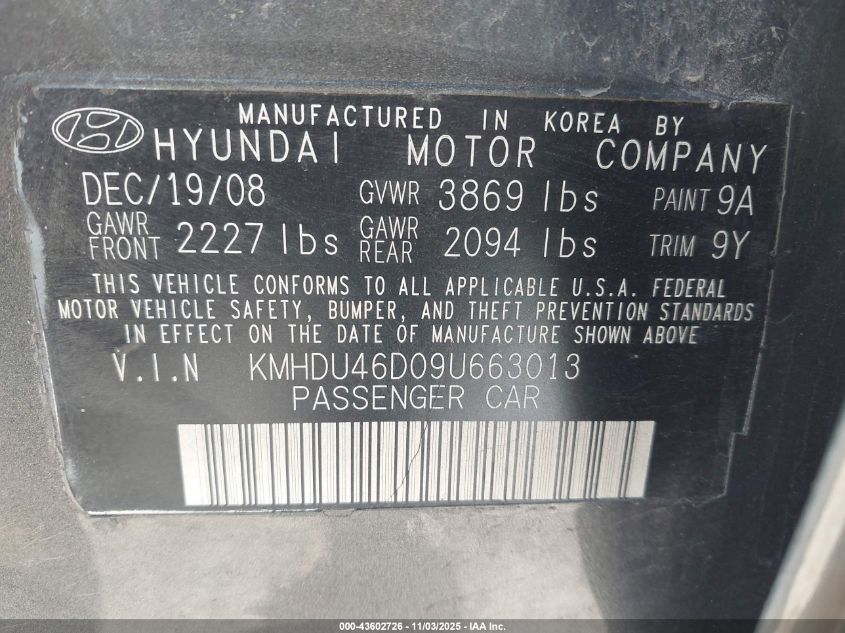 MANUFACTURED IN KOREA BY
HYUNDAI MOTOR COMPANY
DEC/19/08 GVWR 3869 lbs PAINT 9A
GAWR FRONT 2227 lbs GAWR REAR 2094 lbs TRIM 9Y
THIS VEHICLE CONFORMS TO ALL APPLICABLE U.S.A. FEDERAL
MOTOR VEHICLE SAFETY, BUMPER, AND THEFT PREVENTION STANDARDS
IN EFFECT ON THE DATE OF MANUFACTURE SHOWN ABOVE
V.I.N KMHDU46D09U663013
PASSENGER CAR
000-43602726 - 11/03/2025 - IAA Inc.